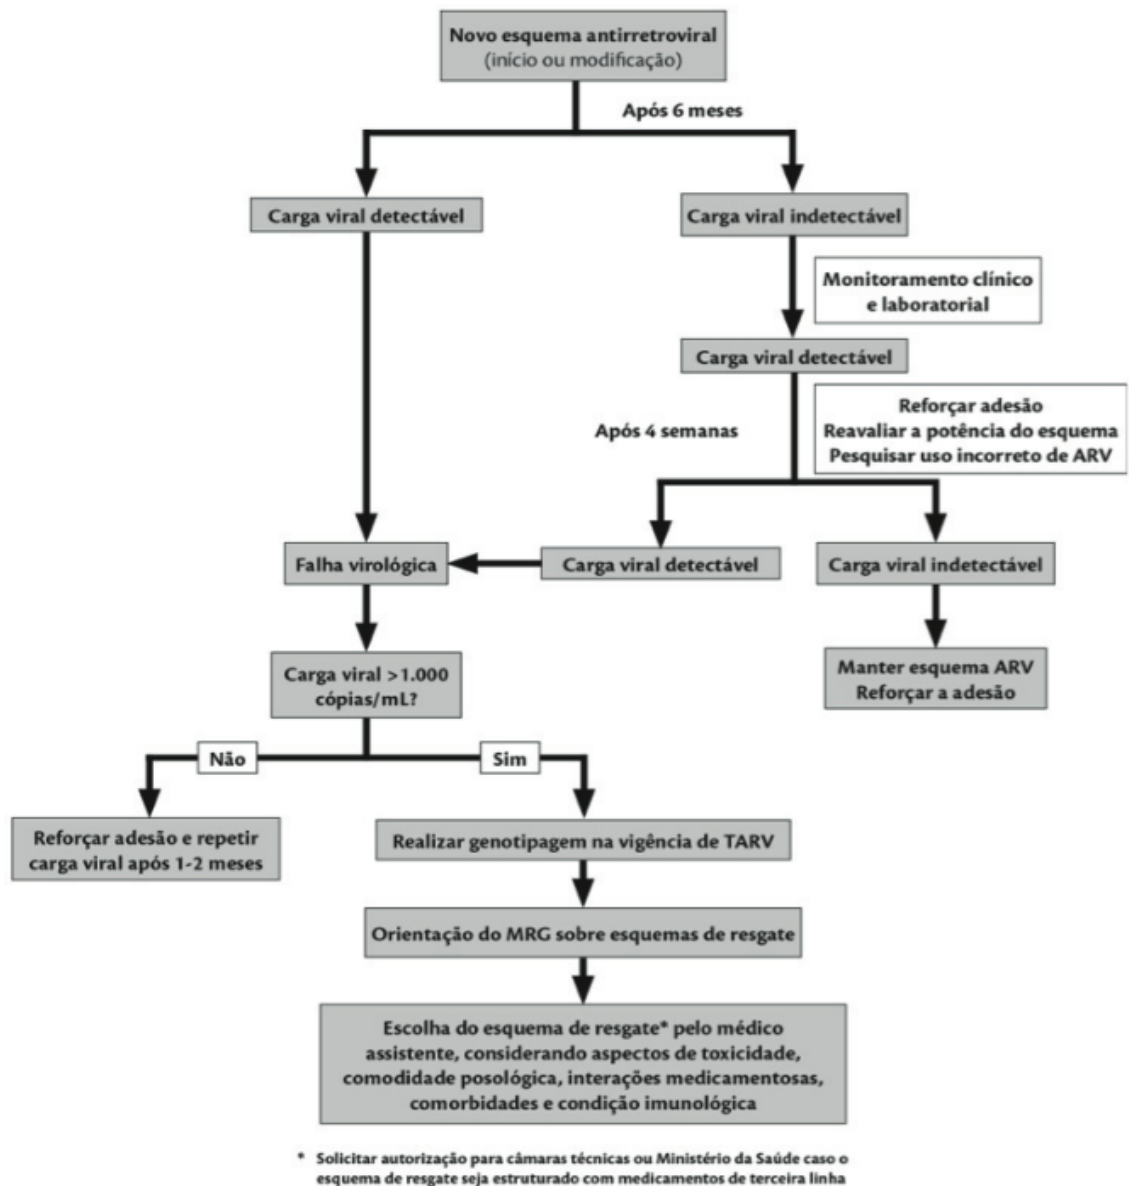 Novo esquema antirretroviral
(início ou modificação)
Após 6 meses
Carga viral detectável
Carga viral indetectável
Monitoramento clínico
e laboratorial
Carga viral detectável
Reforçar adesão
Reavaliar a potência do esquema
Pesquisar uso incorreto de ARV
Após 4 semanas
Falha virológica
Carga viral detectável
Carga viral indetectável
Carga viral >1.000
cópias/mL?
Manter esquema ARV
Reforçar a adesão
Não
Sim
Reforçar adesão e repetir
carga viral após 1-2 meses
Realizar genotipagem na vigência de TARV
Orientação do MRG sobre esquemas de resgate
Escolha do esquema de resgate* pelo médico
assistente, considerando aspectos de toxicidade,
comodidade posológica, interações medicamentosas,
comorbidades e condição imunológica
* Solicitar autorização para câmaras técnicas ou Ministério da Saúde caso o
esquema de resgate seja estruturado com medicamentos de terceira linha